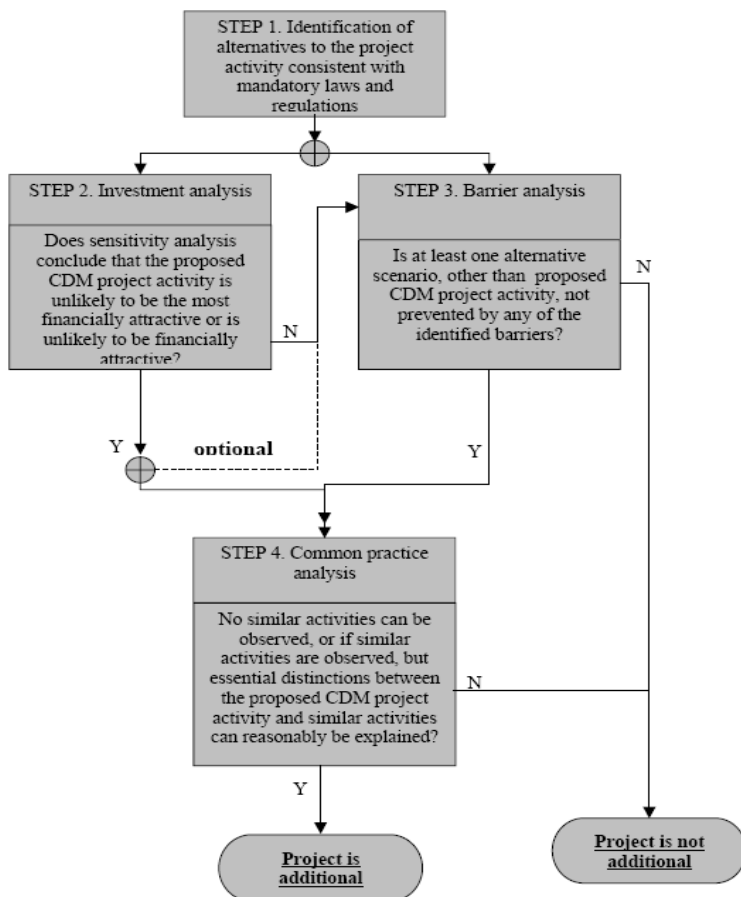 STEP 1. Identification of
alternatives to the project
activity consistent with
mandatory laws and
regulations
STEP 2. Investment analysis
Does sensitivity analysis
conclude that the proposed
CDM project activity is
unlikely to be the most
financially attractive or is
unlikely to be financially
attractive?
N
Y
optional
STEP 3. Barrier analysis
Is at least one alternative
scenario, other than proposed
CDM project activity, not
prevented by any of the
identified barriers?
N
Y
STEP 4. Common practice
analysis
No similar activities can be
observed, or if similar
activities are observed, but
essential distinctions between
the proposed CDM project
activity and similar activities
can reasonably be explained?
N
Y
Project is
additional
Project is not
additional